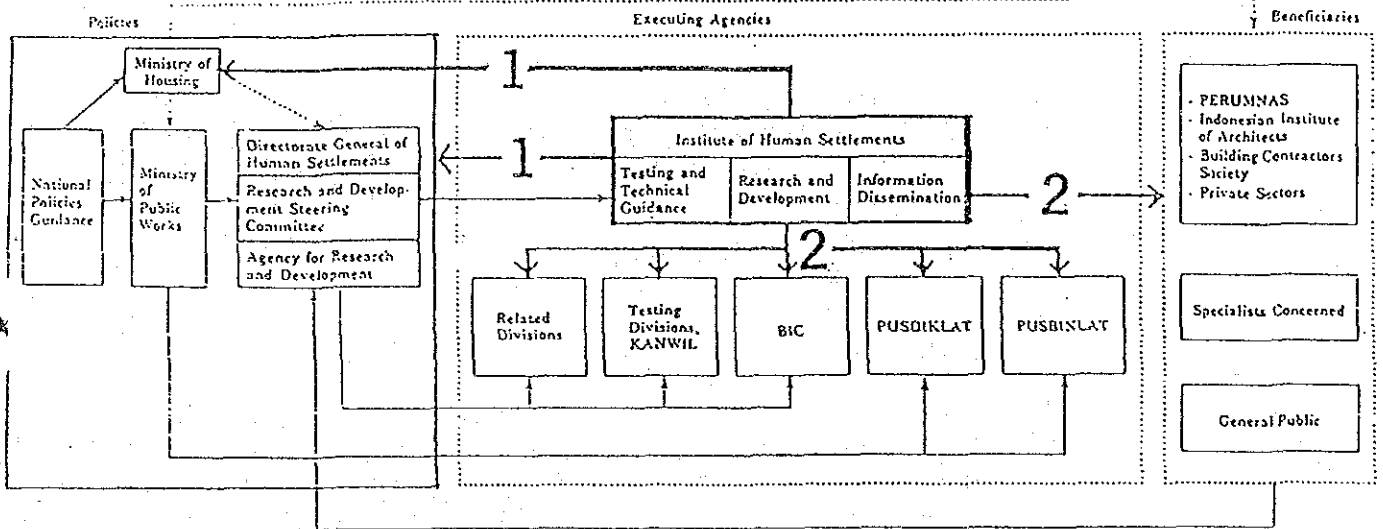 Policies
Executing Agencies
Beneficiaries
Ministry of
Housing
1
1
National
Policies
Guidance
Ministry
of
Public
Works
Directorate General of
Human Settlements
Research and Develop-
ment Steering
Committee
Agency for Research
and Development
Institute of Human Settlements
Testing and
Technical
Guidance
Research and
Development
Information
Dissemination
2
2
Related
Divisions
Testing
Divisions,
KANWIL
BIC
PUSDIKLAT
PUSBINLAT
· PERUMNAS
· Indonesian Institute
of Architects
· Building Contractors
Society
· Private Sectors
Specialists Concerned
General Public